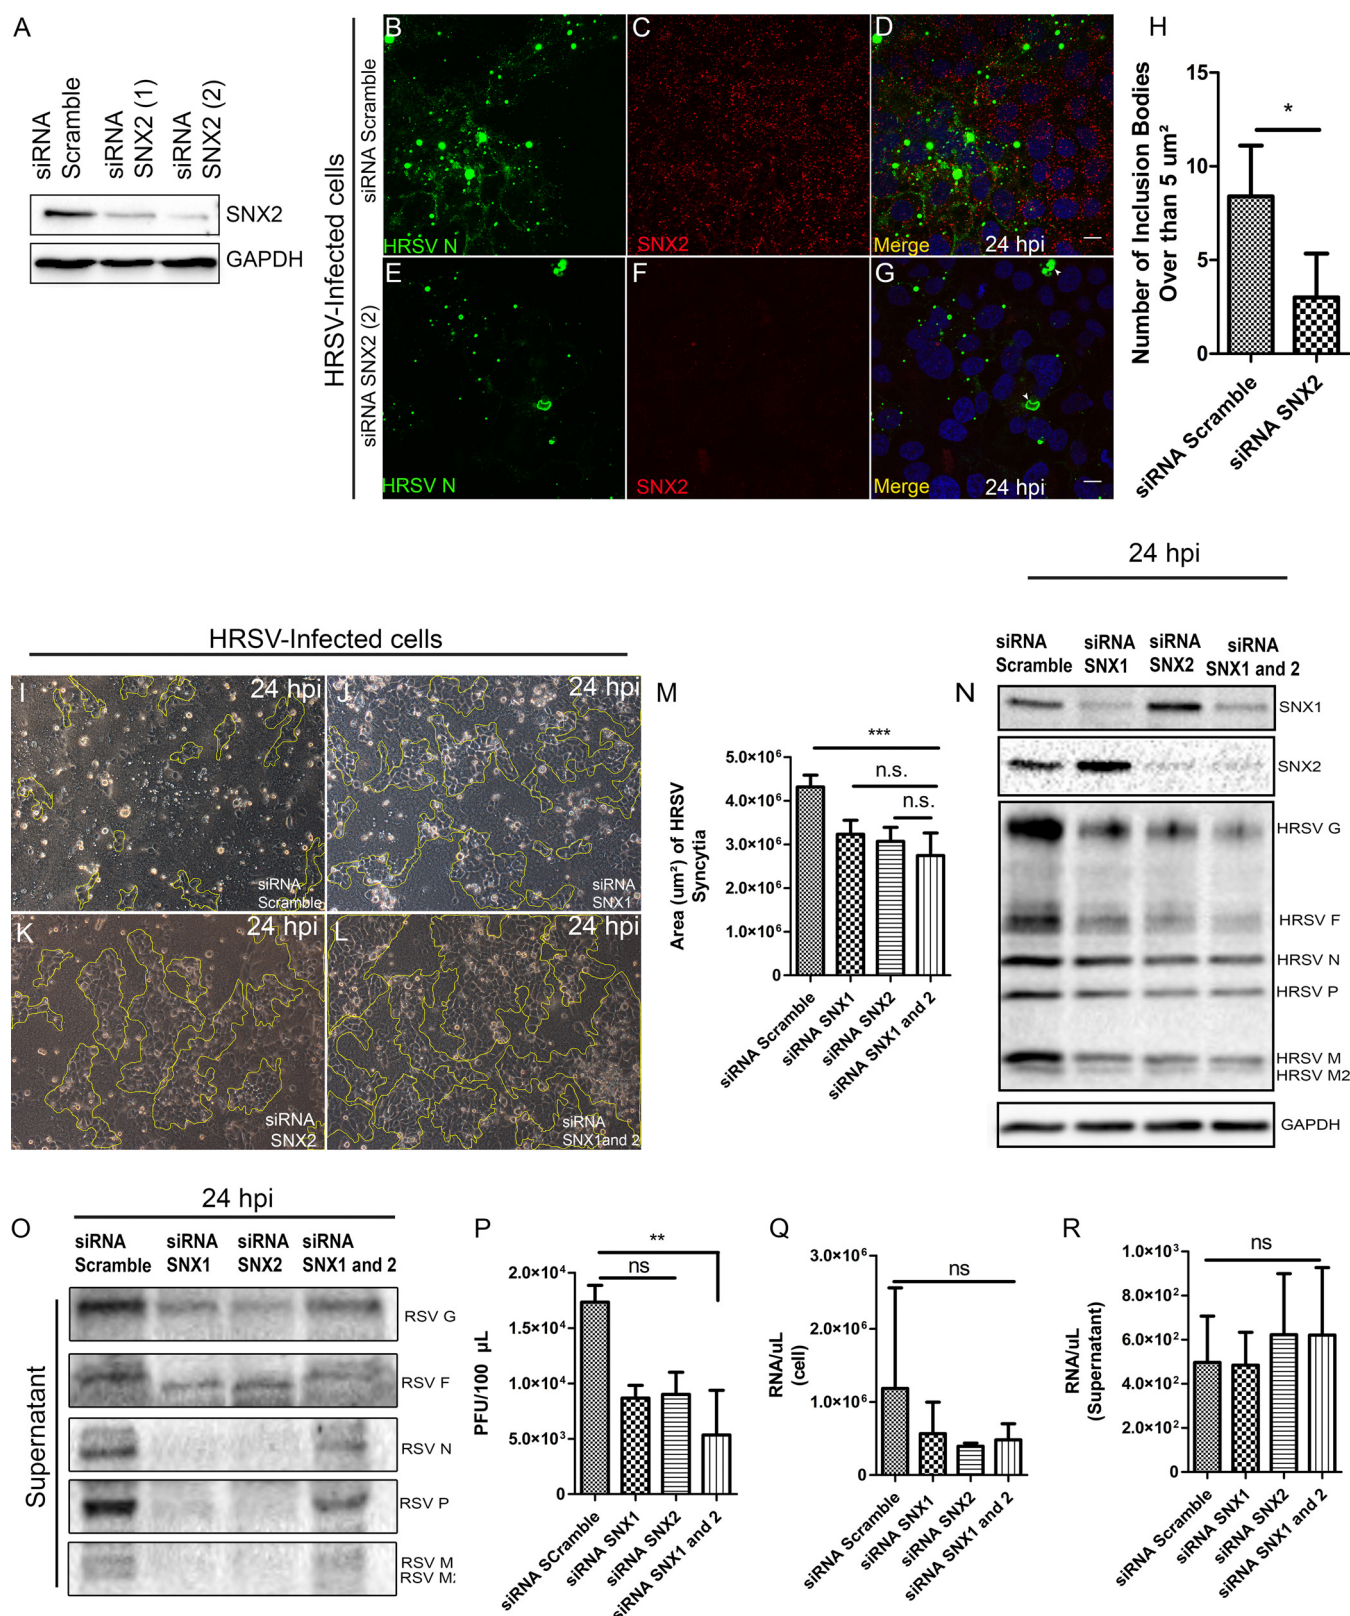 A
siRNA
Scramble
siRNA
SNX2 (1)
siRNA
SNX2 (2)
SNX2
GAPDH
HRSV-Infected cells
siRNA Scramble
siRNA SNX2 (2)
B
HRSV N
C
SNX2
D
Merge
24 hpi
E
HRSV N
F
SNX2
G
Merge
24 hpi
H
Number of Inclusion Bodies
Over than 5 um²
15
10
5
0
*
siRNA Scramble
siRNA SNX2
HRSV-Infected cells
I
24 hpi
siRNA
Scramble
J
24 hpi
siRNA
SNX1
K
24 hpi
siRNA
SNX2
L
24 hpi
siRNA
SNX1and 2
M
Area (um²) of HRSV
Syncytia
5.0×10⁶
4.0×10⁶
3.0×10⁶
2.0×10⁶
1.0×10⁶
0
***
n.s.
n.s.
siRNA Scramble
siRNA SNX1
siRNA SNX2
siRNA SNX1 and 2
24 hpi
N
siRNA
Scramble
siRNA
SNX1
siRNA
SNX2
siRNA
SNX1 and 2
SNX1
SNX2
HRSV G
HRSV F
HRSV N
HRSV P
HRSV M
HRSV M2
GAPDH
O
24 hpi
siRNA
Scramble
siRNA
SNX1
siRNA
SNX2
siRNA
SNX1 and 2
Supernatant
RSV G
RSV F
RSV N
RSV P
RSV M
RSV M2
P
PFU/100 µL
2.0×10⁴
1.5×10⁴
1.0×10⁴
5.0×10³
0
**
ns
siRNA SCramble
siRNA SNX1
siRNA SNX2
siRNA SNX1 and 2
Q
RNA/uL
(cell)
3.0×10⁶
2.0×10⁶
1.0×10⁶
0
ns
siRNA Scramble
siRNA SNX1
siRNA SNX2
siRNA SNX1 and 2
R
RNA/uL
(Supernatant)
1.0×10³
8.0×10²
6.0×10²
4.0×10²
2.0×10²
0
ns
siRNA Scramble
siRNA SNX1
siRNA SNX2
siRNA SNX1 and 2